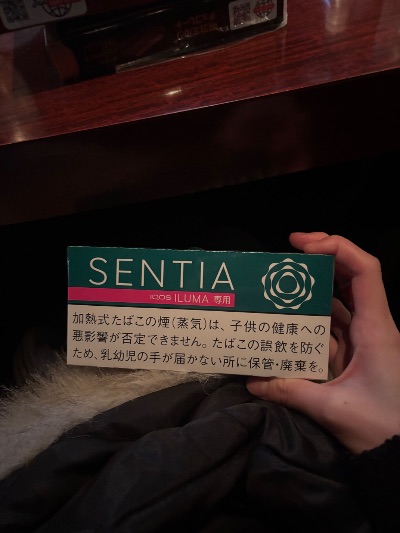 SENTIA
IQOS ILUMA 専用
加熱式たばこの煙(蒸気)は、子供の健康への
悪影響が否定できません。たばこの誤飲を防ぐ
ため、乳幼児の手が届かない所に保管・廃棄を。